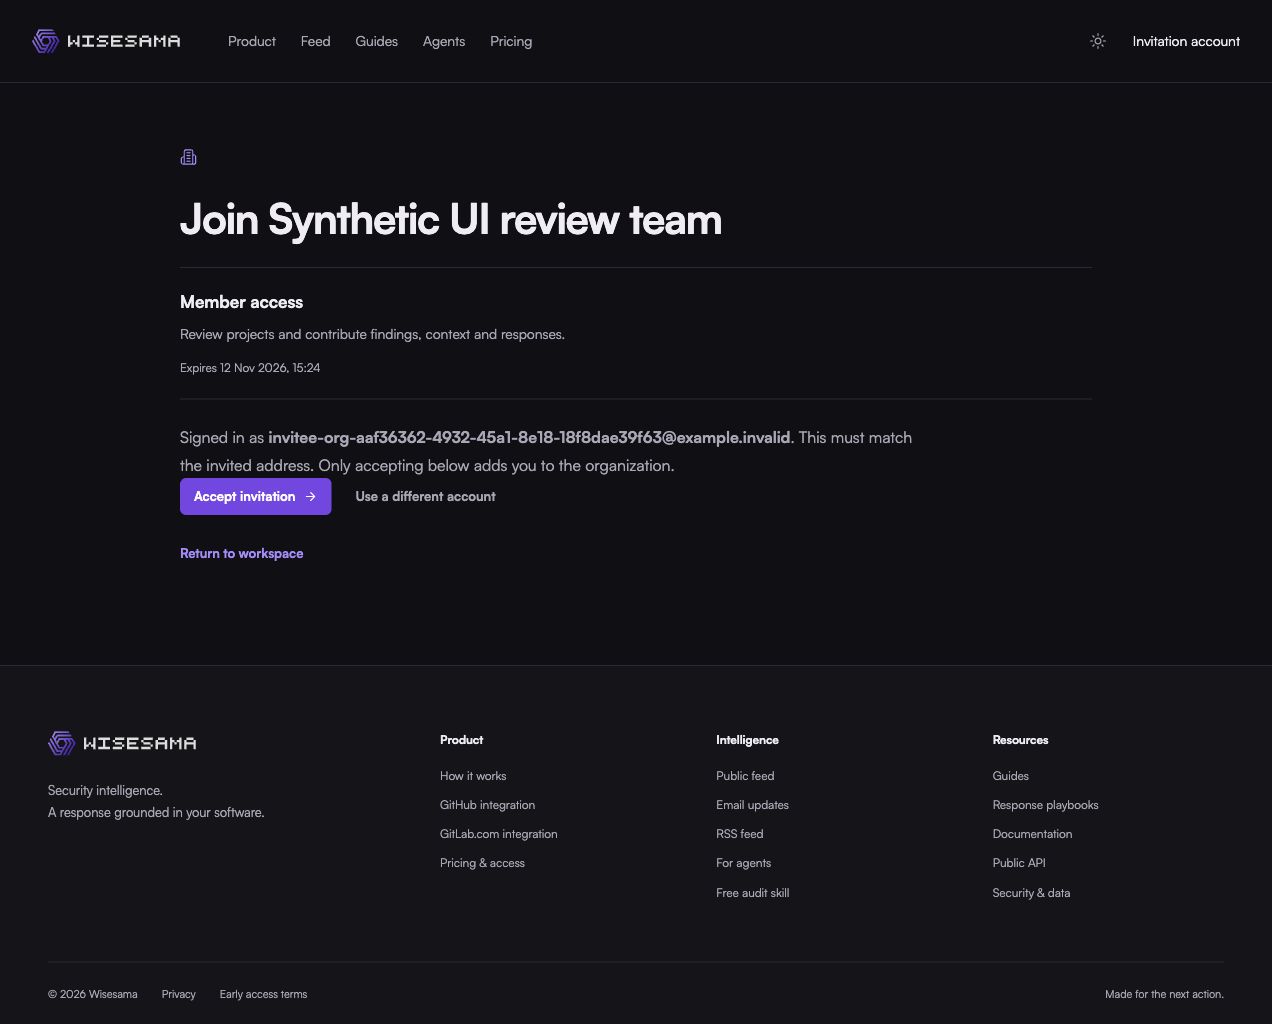 WISESAMA
Product
Feed
Guides
Agents
Pricing
Invitation account
Join Synthetic UI review team
Member access
Review projects and contribute findings, context and responses.
Expires 12 Nov 2026, 15:24
Signed in as invitee-org-aaf36362-4932-45a1-8e18-18f8dae39f63@example.invalid. This must match
the invited address. Only accepting below adds you to the organization.
Accept invitation →
Use a different account
Return to workspace
WISESAMA
Security intelligence.
A response grounded in your software.
Product
How it works
GitHub integration
GitLab.com integration
Pricing & access
Intelligence
Public feed
Email updates
RSS feed
For agents
Free audit skill
Resources
Guides
Response playbooks
Documentation
Public API
Security & data
© 2026 Wisesama
Privacy
Early access terms
Made for the next action.